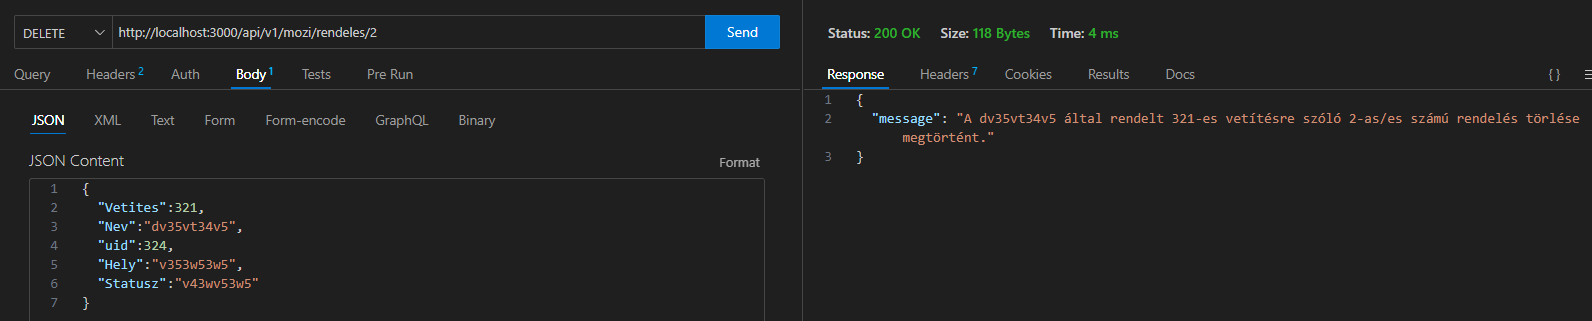 DELETE http://localhost:3000/api/v1/mozi/rendeles/2 Send
Query Headers 2 Auth Body 1 Tests Pre Run
JSON XML Text Form Form-encode GraphQL Binary
JSON Content Format
1 {
2 "Vetites":321,
3 "Nev":"dv35vt34v5",
4 "uid":324,
5 "Hely":"v353w53w5",
6 "Statusz":"v43wv53w5"
7 }
Status: 200 OK Size: 118 Bytes Time: 4 ms
Response Headers 7 Cookies Results Docs {}
1 {
2 "message": "A dv35vt34v5 által rendelt 321-es vetítésre szóló 2-as/es számú rendelés törlése
megtörtént."
3 }